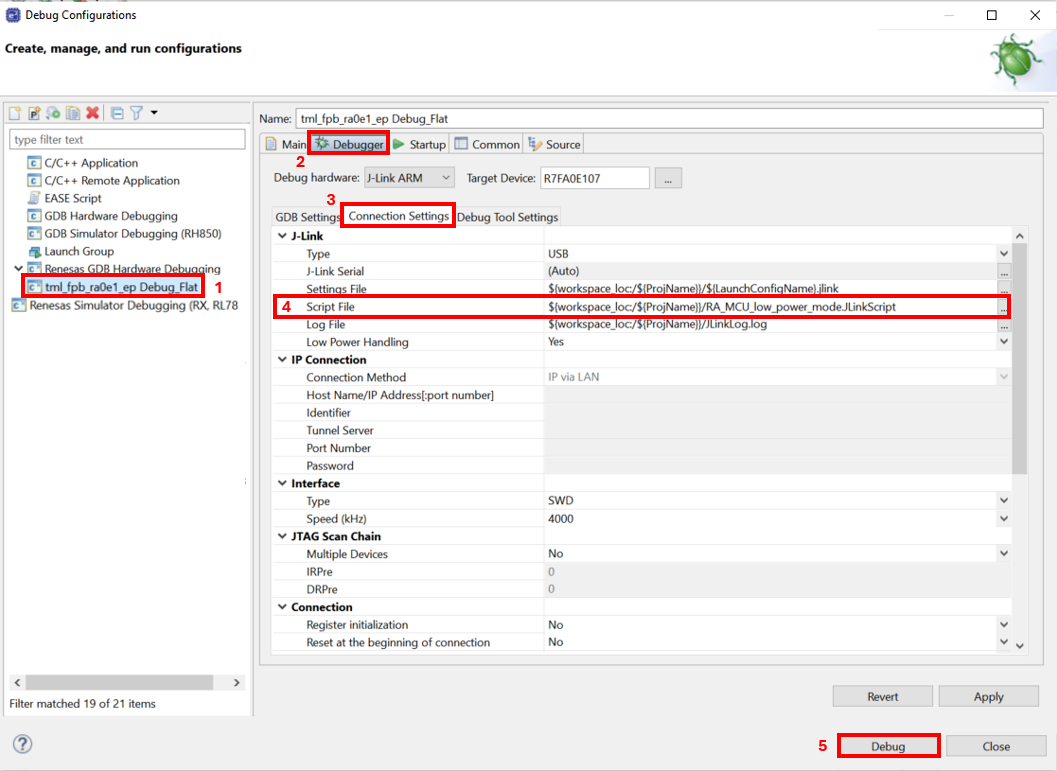 Debug Configurations
Create, manage, and run configurations
type filter text
C/C++ Application
C/C++ Remote Application
EASE Script
GDB Hardware Debugging
GDB Simulator Debugging (RH850)
Launch Group
Renesas GDB Hardware Debugging
tml_fpb_ra0e1_ep Debug_Flat 1
Renesas Simulator Debugging (RX, RL78
Filter matched 19 of 21 items
Name: tml_fpb_ra0e1_ep Debug_Flat
Main Debugger Startup Common Source
2
Debug hardware: J-Link ARM Target Device: R7FA0E107 ...
3
GDB Settings Connection Settings Debug Tool Settings
J-Link
Type USB
J-Link Serial (Auto) ...
Settings File ${workspace_loc:/${ProjName}}/${LaunchConfigName}.jlink ...
4 Script File ${workspace_loc:/${ProjName}}/RA_MCU_low_power_mode.JLinkScript ...
Log File ${workspace_loc:/${ProjName}}/JLinkLog.log ...
Low Power Handling Yes
IP Connection
Connection Method IP via LAN
Host Name/IP Address[:port number]
Identifier
Tunnel Server
Port Number
Password
Interface
Type SWD
Speed (kHz) 4000
JTAG Scan Chain
Multiple Devices No
IRPre 0
DRPre 0
Connection
Register initialization No
Reset at the beginning of connection No
Revert Apply
5 Debug Close